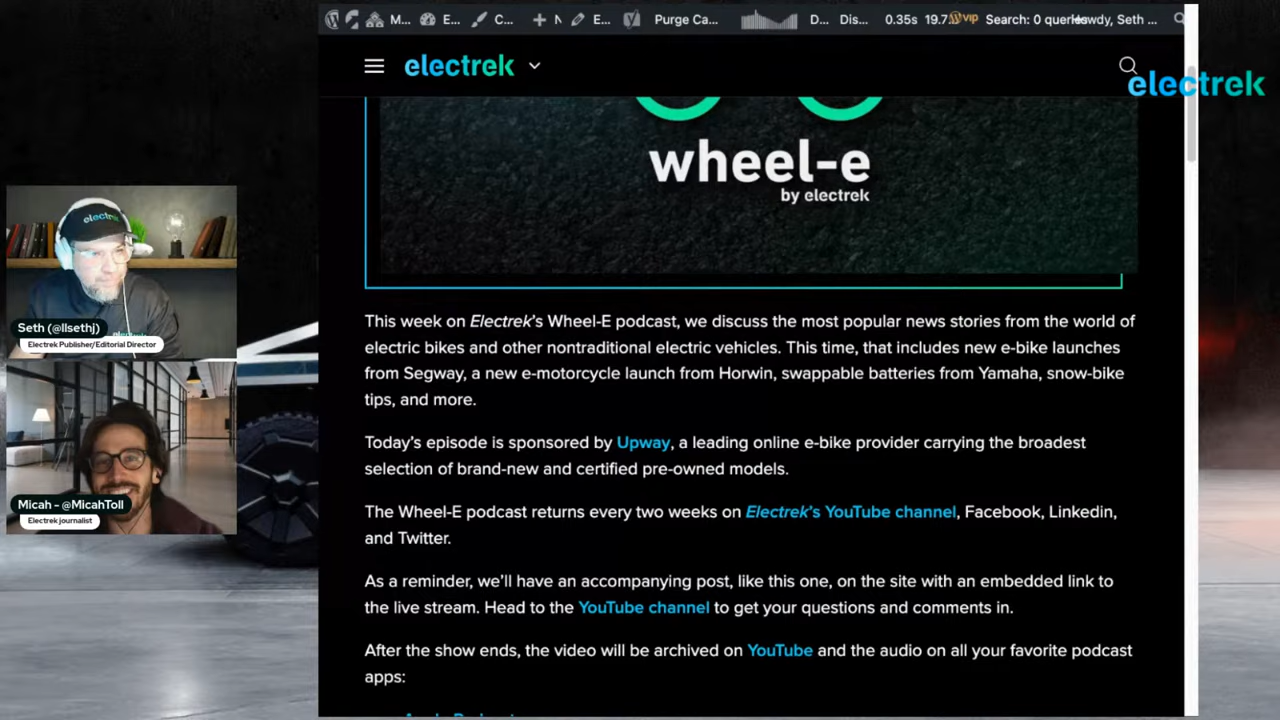 M... E... C... N E... Purge Ca... D... Dis... 0.35s 19.7 VIP Search: 0 queries Howdy, Seth ...
electrek
electrek
wheel-e
by electrek
electrek
Seth (@llsethj)
Electrek Publisher/Editorial Director
Micah - @MicahToll
Electrek journalist
This week on Electrek's Wheel-E podcast, we discuss the most popular news stories from the world of
electric bikes and other nontraditional electric vehicles. This time, that includes new e-bike launches
from Segway, a new e-motorcycle launch from Horwin, swappable batteries from Yamaha, snow-bike
tips, and more.
Today's episode is sponsored by Upway, a leading online e-bike provider carrying the broadest
selection of brand-new and certified pre-owned models.
The Wheel-E podcast returns every two weeks on Electrek's YouTube channel, Facebook, Linkedin,
and Twitter.
As a reminder, we'll have an accompanying post, like this one, on the site with an embedded link to
the live stream. Head to the YouTube channel to get your questions and comments in.
After the show ends, the video will be archived on YouTube and the audio on all your favorite podcast
apps: